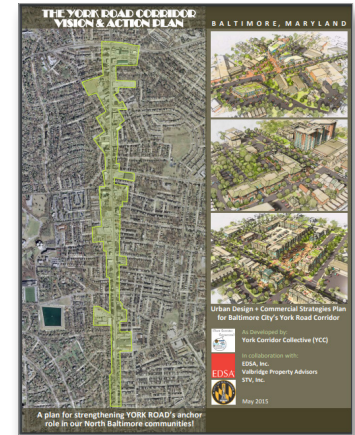 THE YORK ROAD CORRIDOR
VISION & ACTION PLAN
BALTIMORE, MARYLAND
Urban Design + Commercial Strategies Plan
for Baltimore City's York Road Corridor
As Developed by:
York Corridor Collective (YCC)
In collaboration with:
EDSA, Inc.
Valbridge Property Advisors
STV, Inc.
EDSA
May 2015
A plan for strengthening YORK ROAD's anchor
role in our North Baltimore communities!